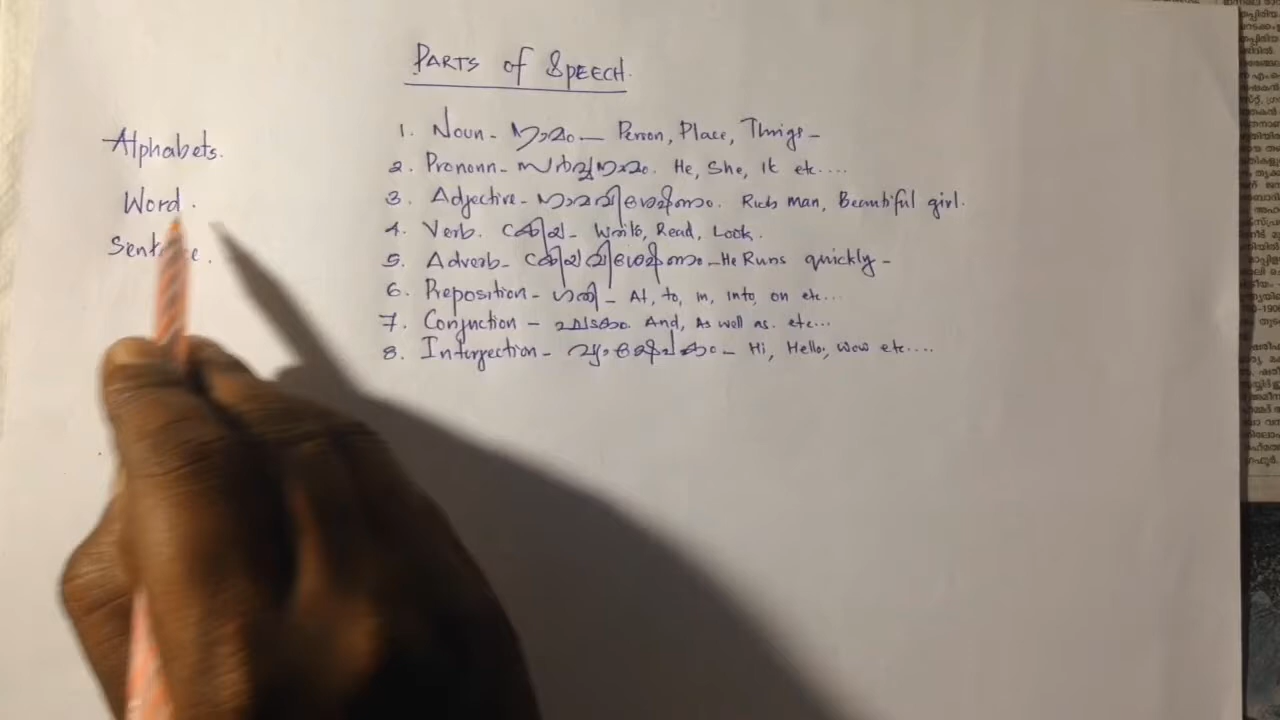 PARTS of SPEECH.
Alphabets.
Word.
1. Noun - നാമം - Person, Place, Things -
2. Pronoun - സർവ്വനാമം. He, She, It etc....
3. Adjective - നാമവിശേഷണം. Rich man, Beautiful girl.
4. Verb. ക്രിയ - Write, Read, Look.
5. Adverb - ക്രിയാവിശേഷണം - He Runs quickly -
6. Preposition - ഗതി - At, to, in, into, on etc...
7. Conjuction - ഘടകം. And, As well as. etc...
8. Interjection - വ്യാക്ഷേപകം - Hi, Hello, Wow etc....